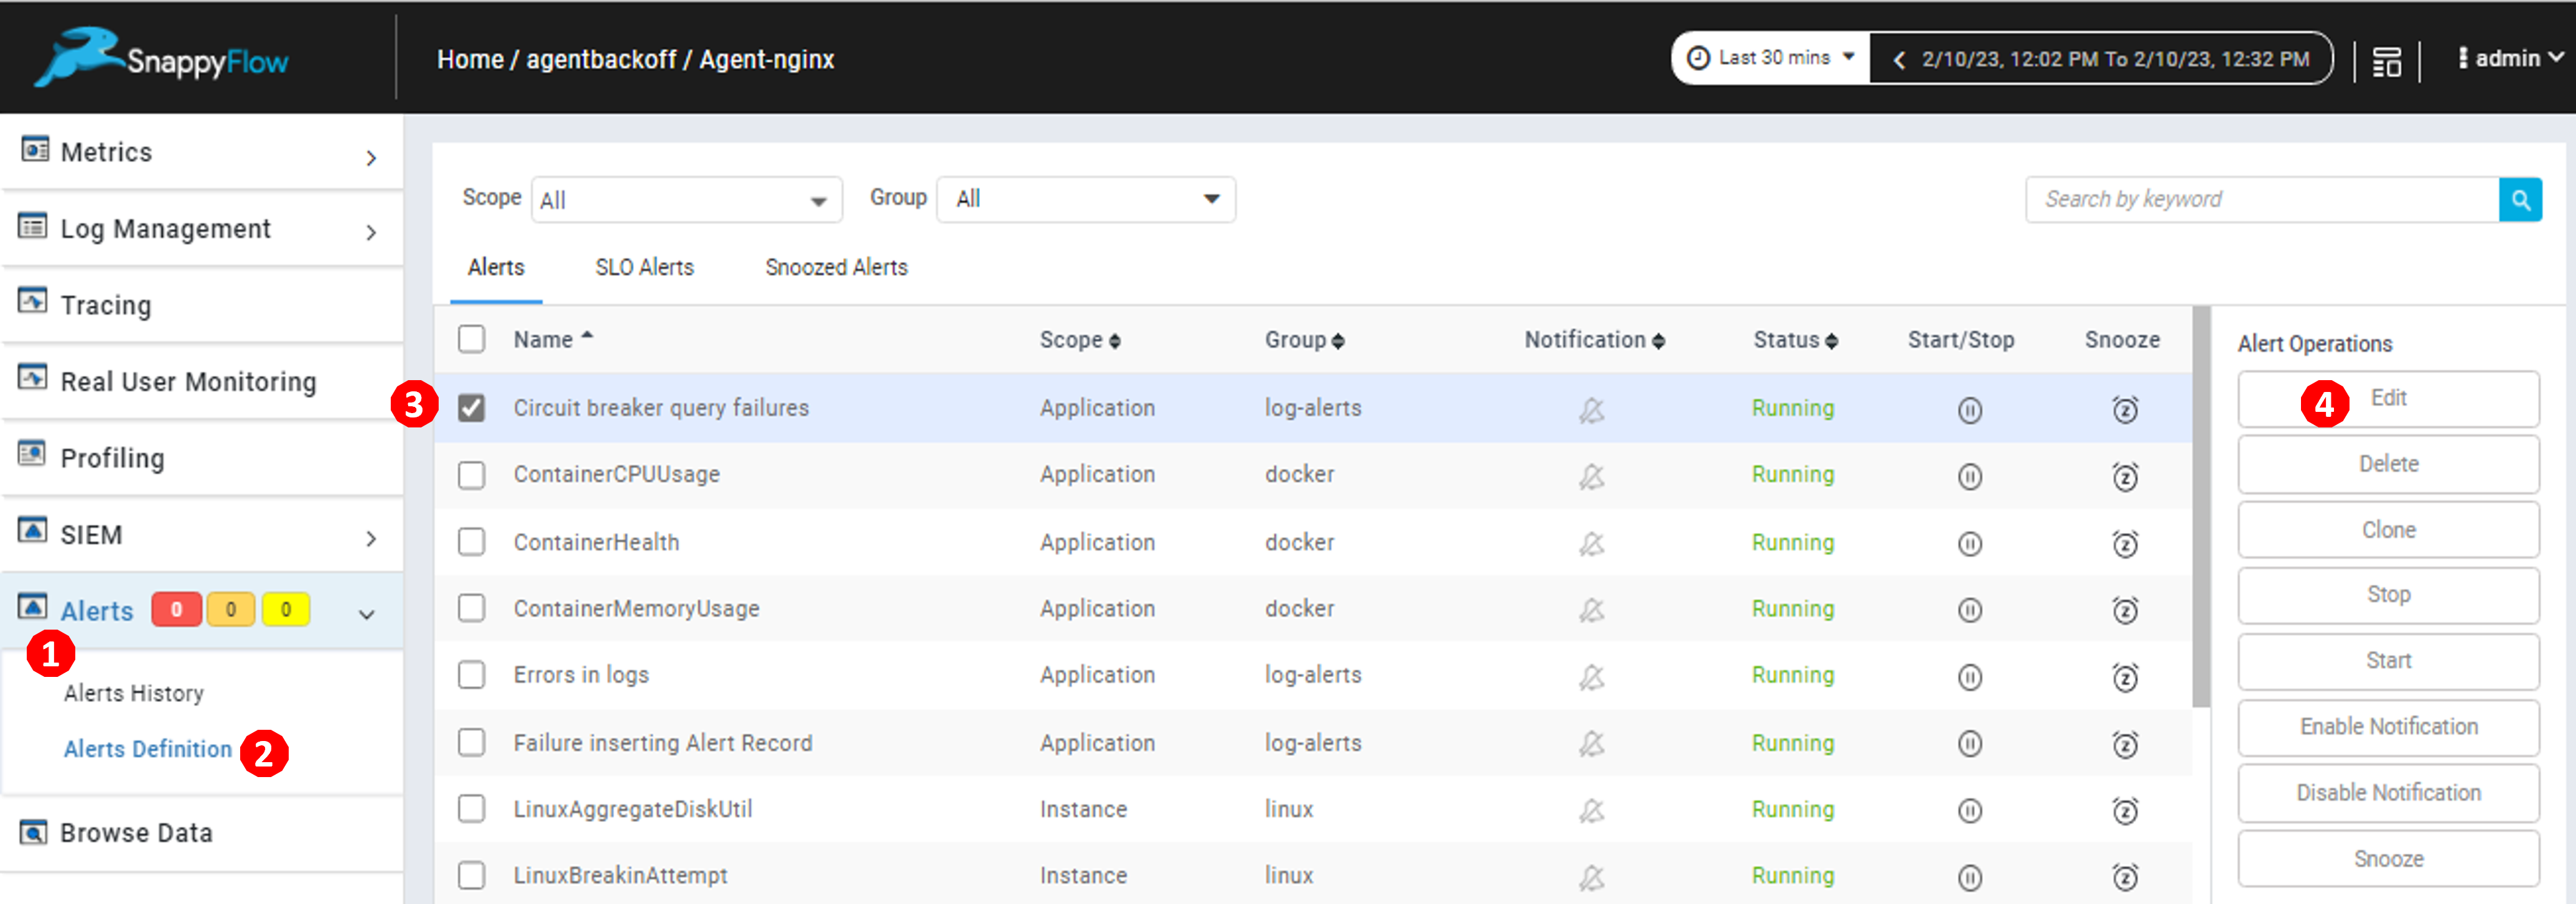 SnappyFlow
Home / agentbackoff / Agent-nginx
Last 30 mins
2/10/23, 12:02 PM To 2/10/23, 12:32 PM
admin
Metrics
Log Management
Tracing
Real User Monitoring
Profiling
SIEM
Alerts 0 0 0
1
Alerts History
Alerts Definition 2
Browse Data
Scope All Group All
Search by keyword
Alerts SLO Alerts Snoozed Alerts
Name Scope Group Notification Status Start/Stop Snooze
3 Circuit breaker query failures Application log-alerts Running
ContainerCPUUsage Application docker Running
ContainerHealth Application docker Running
ContainerMemoryUsage Application docker Running
Errors in logs Application log-alerts Running
Failure inserting Alert Record Application log-alerts Running
LinuxAggregateDiskUtil Instance linux Running
LinuxBreakinAttempt Instance linux Running
Alert Operations
4 Edit
Delete
Clone
Stop
Start
Enable Notification
Disable Notification
Snooze